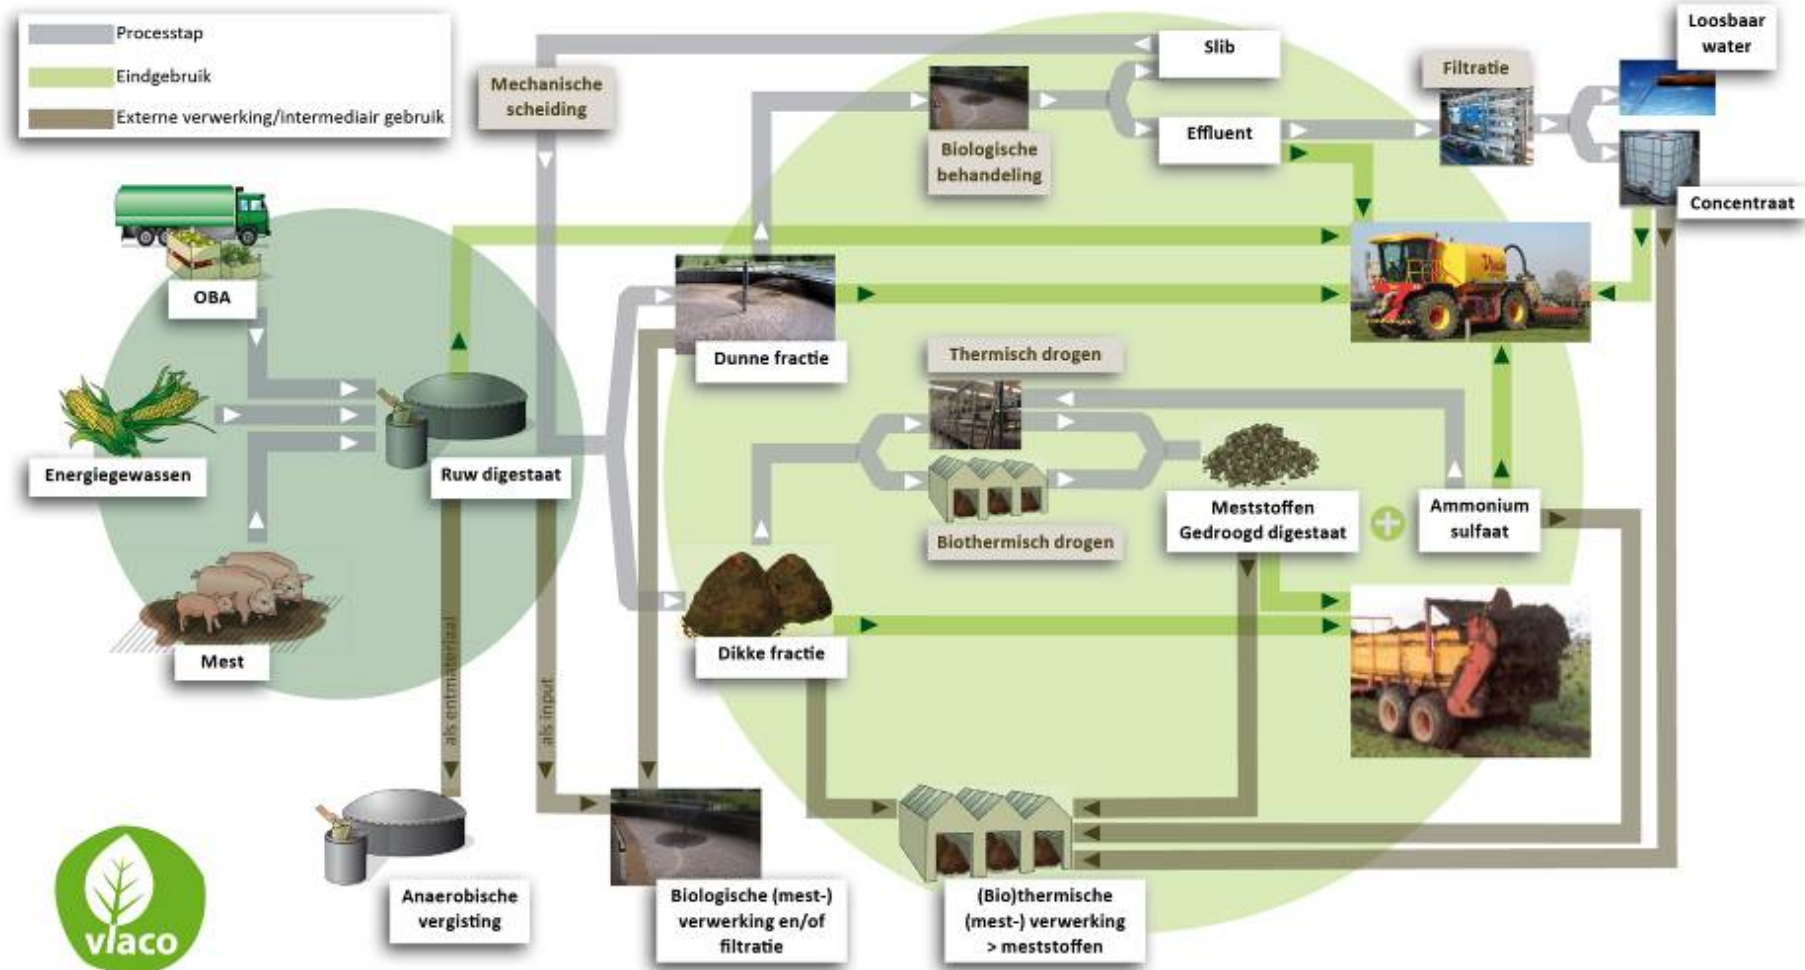 Processtap
Eindgebruik
Externe verwerking/intermediair gebruik
Mechanische
scheiding
Slib
Filtratie
Loosbaar
water
Effluent
Biologische
behandeling
Concentraat
OBA
Dunne fractie
Thermisch drogen
Energiegewassen
Ruw digestaat
Meststoffen
Gedroogd digestaat
Ammonium
sulfaat
Biothermisch drogen
Mest
Dikke fractie
als entmateriaal
als input
Anaerobische
vergisting
Biologische (mest-)
verwerking en/of
filtratie
(Bio)thermische
(mest-) verwerking
> meststoffen
vlaco